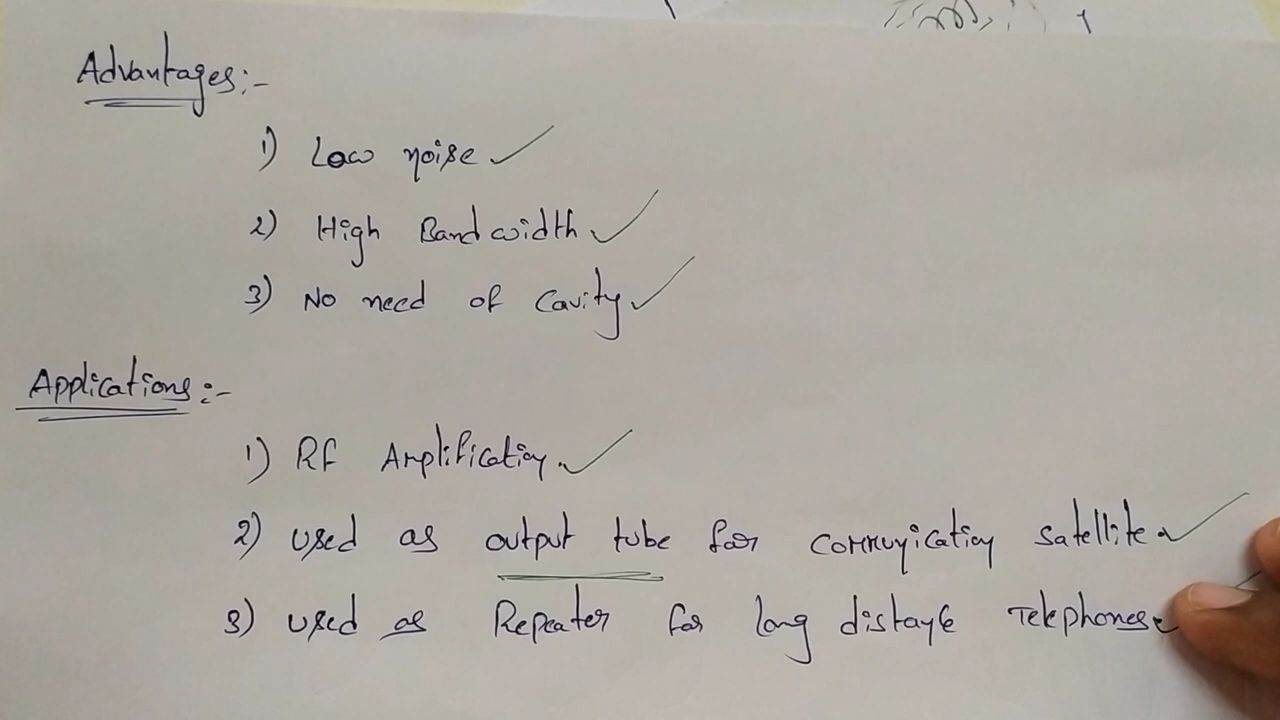 Advantages:-
1) Low noise
2) High Bandwidth
3) No need of Cavity
Applications:-
1) RF Amplification.
2) used as output tube for communication satellite
3) used as Repeater for long distance Telephones